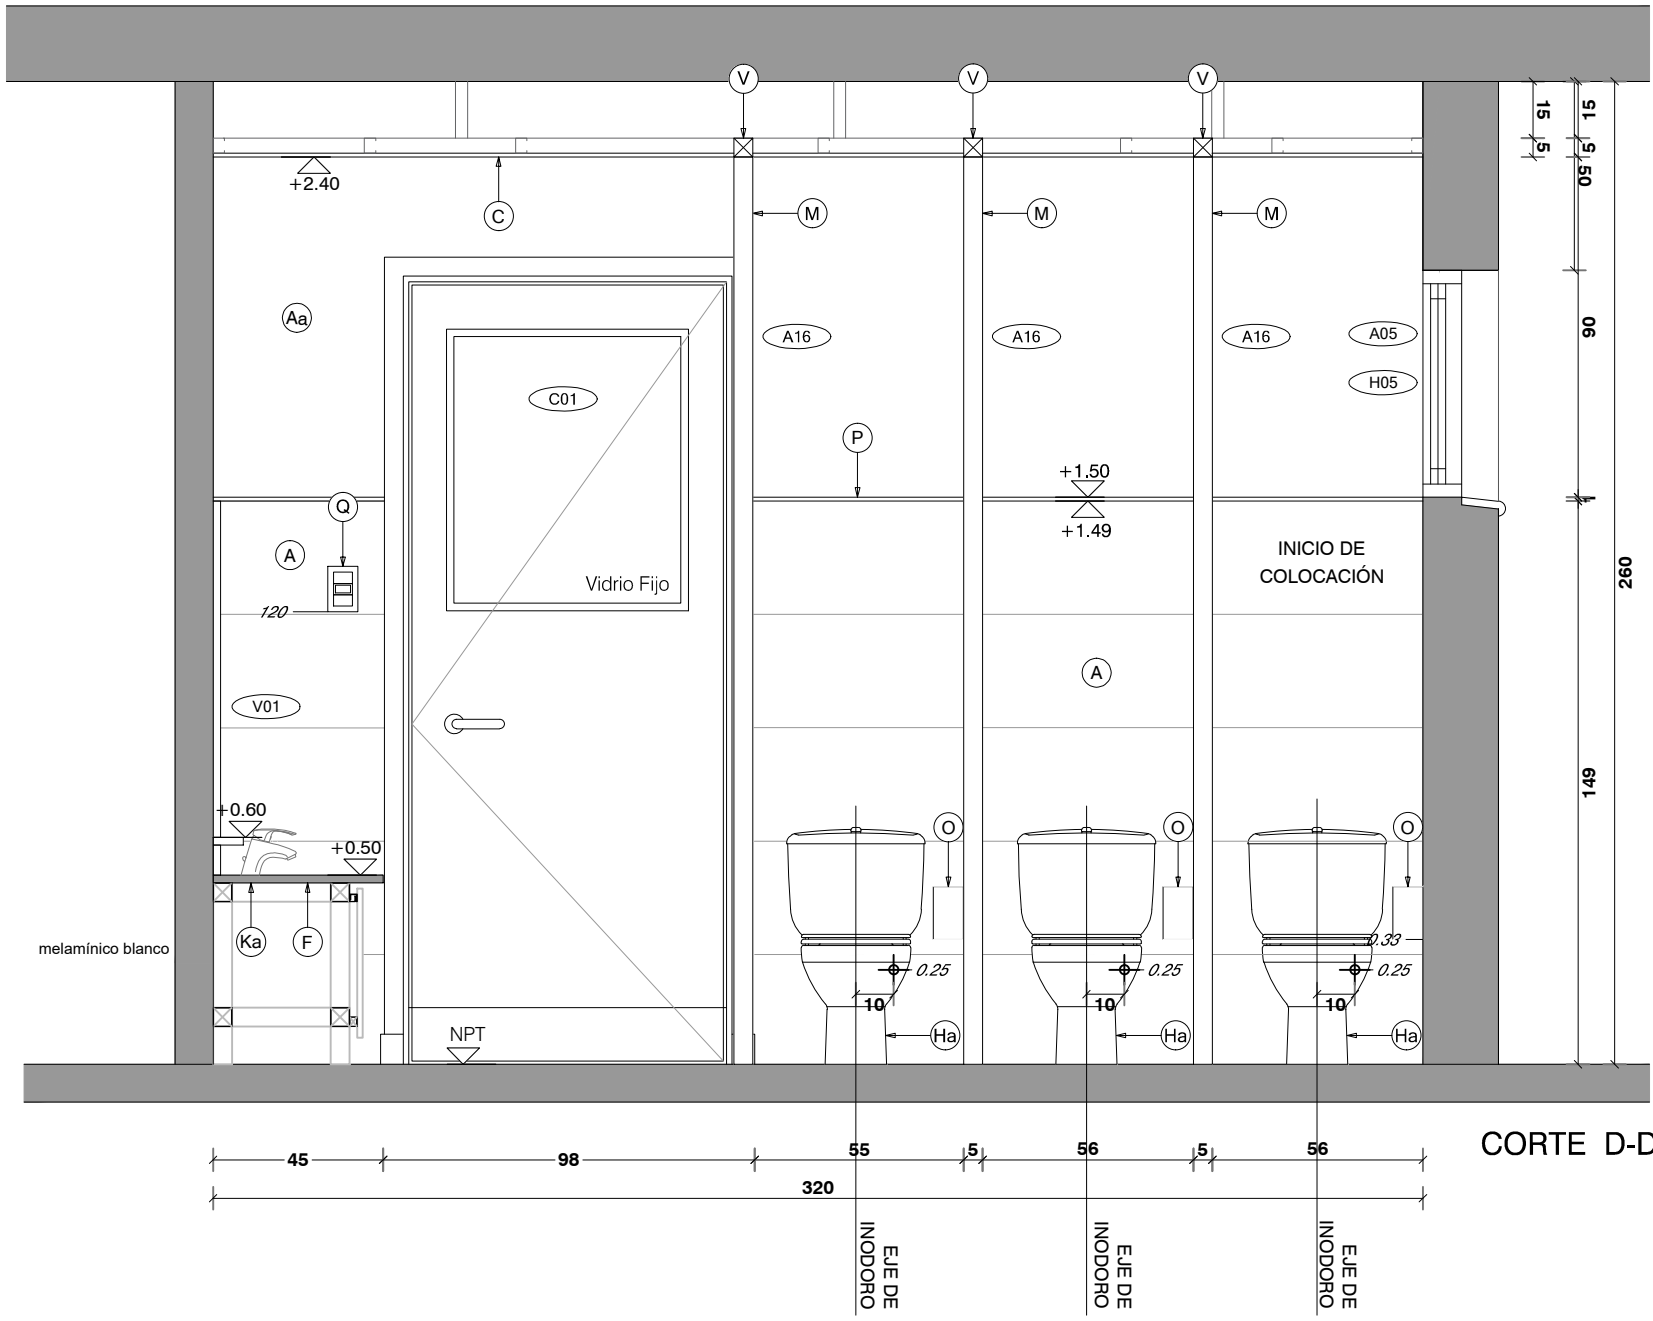 V
V
V
15
15
5
5
50
+2.40
C
M
M
M
Aa
A16
A16
A16
A05
H05
90
C01
P
+1.50
+1.49
1
Q
A
INICIO DE
COLOCACIÓN
Vidrio Fijo
120
260
A
V01
149
+0.60
+0.50
O
O
O
Ka
F
melamínico blanco
0.33
0.25
0.25
0.25
10
10
10
NPT
Ha
Ha
Ha
CORTE D-D
45
98
55
5
56
5
56
320
EJE DE
INODORO
EJE DE
INODORO
EJE DE
INODORO